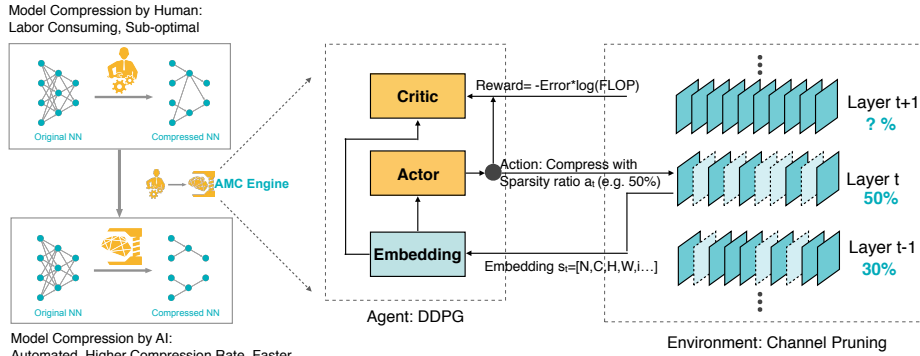 Model Compression by Human:
Labor Consuming, Sub-optimal
Original NN
Compressed NN
AMC Engine
Original NN
Compressed NN
Model Compression by AI:
Automated, Higher Compression Rate, Faster
Critic
Actor
Embedding
Agent: DDPG
Reward= -Error*log(FLOP)
Action: Compress with
Sparsity ratio at (e.g. 50%)
Embedding st=[N,C,H,W,i…]
Layer t+1
? %
Layer t
50%
Layer t-1
30%
Environment: Channel Pruning